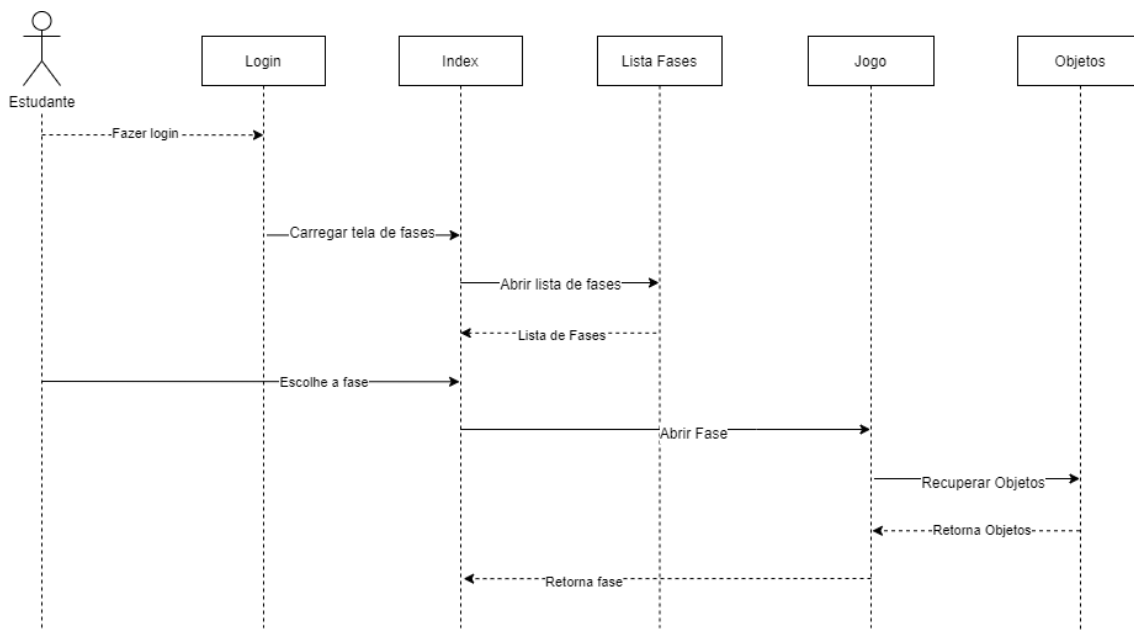 Login
Index
Lista Fases
Jogo
Objetos
Estudante
Fazer login
Carregar tela de fases
Abrir lista de fases
Lista de Fases
Escolhe a fase
Abrir Fase
Recuperar Objetos
Retorna Objetos
Retorna fase